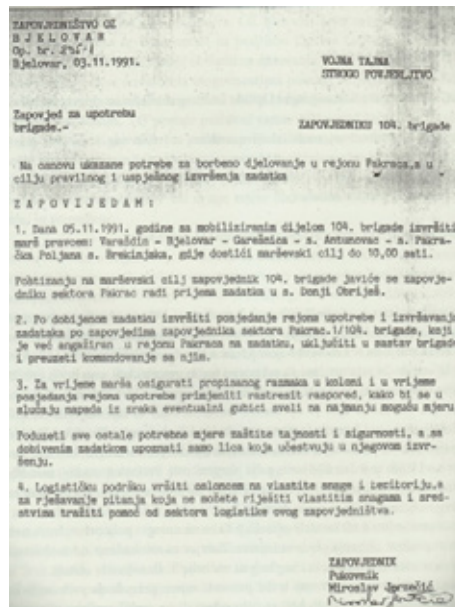 ZAPOVJEDNIŠTVO OZ
B J E L O V A R
Op. br.
Bjelovar, 03.11.1991.
VOJNA TAJNA
STROGO POVJERLJIVO
Zapovjed za upotrebu
brigade.-
ZAPOVJEDNIKU 104. brigade
Na osnovu ukazane potrebe za borbeno djelovanje u rejonu Pakraca,a u
cilju pravilnog i uspješnog izvršenja zadatka
Z A P O V I J E D A M :
1. Dana 05.11.1991. godine sa mobiliziranim dijelom 104. brigade izvršiti
marš pravcem: Varaždin - Bjelovar - Garešnica - s. Antunovac - s. Pakra-
čka Poljana s. Brekinjska, gdje dostići marševski cilj do 10,00 sati.
Po stizanju na marševski cilj zapovjednik 104. brigade javiće se zapovje-
dniku sektora Pakrac radi prijema zadatka u s. Donji Obriješ.
2. Po dobijenom zadatku izvršiti posjedanje rejona upotrebe i izvršavanje
zadataka po zapovjedima zapovjednika sektora Pakrac.1/104. brigade, koji
je već angažiran u rejonu Pakraca na zadatku, uključiti u sastav brigade
i preuzeti komandovanje sa njim.
3. Za vrijeme marša osigurati propisanog razmaka u koloni i u vrijeme
posjedanja rejona upotrebe primjeniti rastresit raspored, kako bi se u
slučaju napada iz zraka eventualni gubici sveli na najmanju moguću mjeru
Poduzeti sve ostale potrebne mjere zaštite tajnosti i sigurnosti, a sa
dobivenim zadatkom upoznati samo lica koja učestvuju u njegovom izvr-
šenju.
4. Logističku podršku vršiti osloncem na vlastite snage i teritoriju.a
za rješavanje pitanja koja ne možete riješiti vlastitim snagama i sred-
stvima tražiti pomoć od sektora logistike ovog zapovjedništva.
ZAPOVJEDNIK
Pukovnik
Miroslav Jerzečić